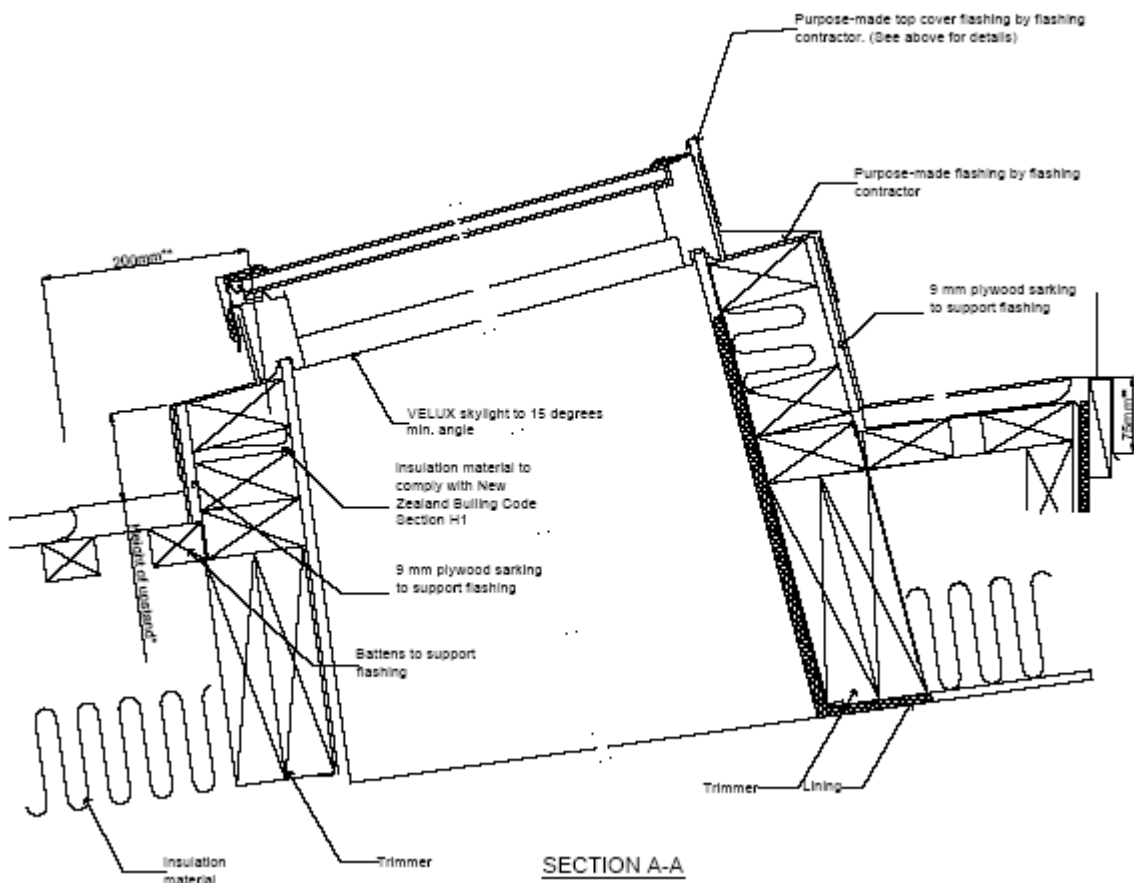 Purpose-made top cover flashing by flashing
contractor. (See above for details)
Purpose-made flashing by flashing
contractor
200mm**
9 mm plywood sarking
to support flashing
75mm**
VELUX skylight to 15 degrees
min. angle
Insulation material to
comply with New
Zealand Builing Code
Section H1
Height of upstand*
9 mm plywood sarking
to support flashing
Battens to support
flashing
Trimmer
Lining
Insulation
material
Trimmer
SECTION A-A